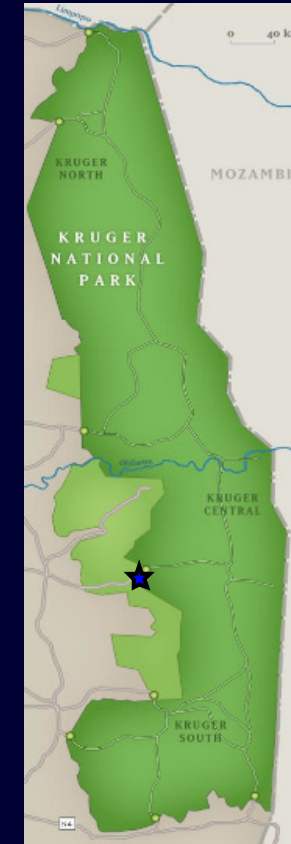 Limpopo
0 40 k
KRUGER
NORTH
MOZAMBI
KRUGER
NATIONAL
PARK
Olifants
KRUGER
CENTRAL
KRUGER
SOUTH
N4